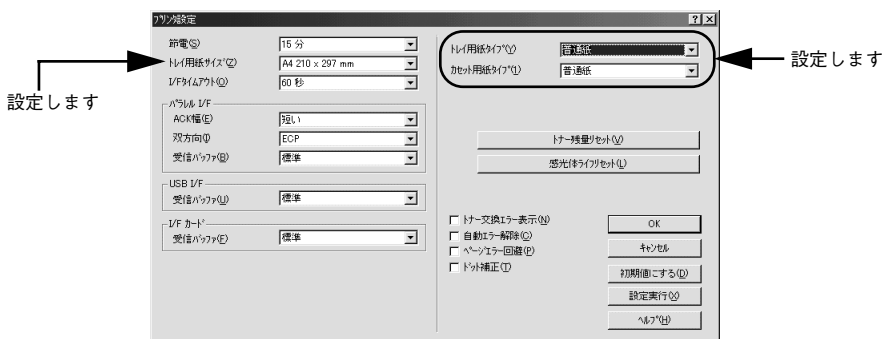 プリンタ設定
節電(S) 15 分
トレイ用紙サイズ(Z) A4 210 x 297 mm
I/Fタイムアウト(O) 60 秒
パラレル I/F
ACK幅(E) 短い
双方向(I) ECP
受信バッファ(B) 標準
USB I/F
受信バッファ(U) 標準
I/F カード
受信バッファ(F) 標準
トレイ用紙タイプ(Y) 普通紙
カセット用紙タイプ(1) 普通紙
トナー残量リセット(V)
感光体ライフリセット(L)
トナー交換エラー表示(N)
自動エラー解除(C)
ページエラー回避(P)
ドット補正(T)
OK
キャンセル
初期値にする(D)
設定実行(X)
ヘルプ(H)
設定します
設定します